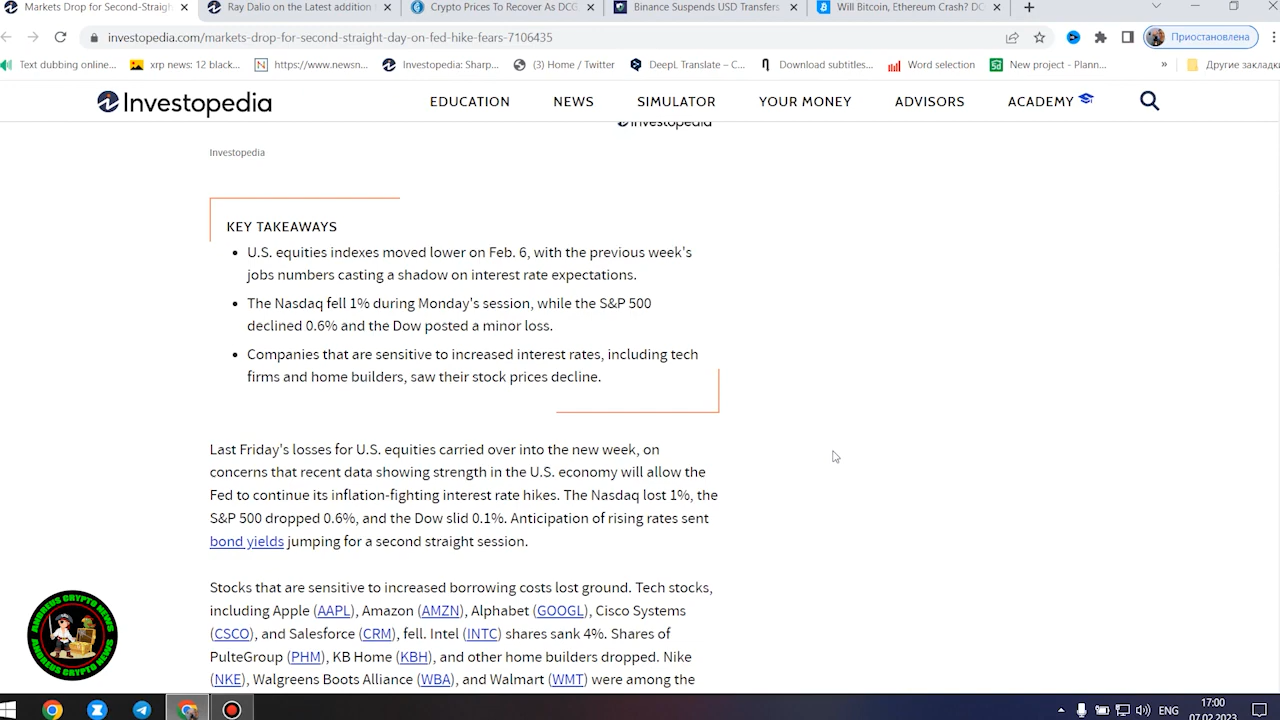 Markets Drop for Second-Straigh
Ray Dalio on the Latest addition
Crypto Prices To Recover As DCG
Binance Suspends USD Transfers
Will Bitcoin, Ethereum Crash? DC
investopedia.com/markets-drop-for-second-straight-day-on-fed-hike-fears-7106435
Приостановлена
Text dubbing online...
xrp news: 12 black...
https://www.newsn...
Investopedia: Sharp...
(3) Home / Twitter
DeepL Translate – C...
Download subtitles...
Word selection
New project - Plann...
»
Другие закладки
Investopedia
EDUCATION
NEWS
SIMULATOR
YOUR MONEY
ADVISORS
ACADEMY
Investopedia
Investopedia
KEY TAKEAWAYS
• U.S. equities indexes moved lower on Feb. 6, with the previous week's
jobs numbers casting a shadow on interest rate expectations.
• The Nasdaq fell 1% during Monday's session, while the S&P 500
declined 0.6% and the Dow posted a minor loss.
• Companies that are sensitive to increased interest rates, including tech
firms and home builders, saw their stock prices decline.
Last Friday's losses for U.S. equities carried over into the new week, on
concerns that recent data showing strength in the U.S. economy will allow the
Fed to continue its inflation-fighting interest rate hikes. The Nasdaq lost 1%, the
S&P 500 dropped 0.6%, and the Dow slid 0.1%. Anticipation of rising rates sent
bond yields jumping for a second straight session.
Stocks that are sensitive to increased borrowing costs lost ground. Tech stocks,
including Apple (AAPL), Amazon (AMZN), Alphabet (GOOGL), Cisco Systems
(CSCO), and Salesforce (CRM), fell. Intel (INTC) shares sank 4%. Shares of
PulteGroup (PHM), KB Home (KBH), and other home builders dropped. Nike
(NKE), Walgreens Boots Alliance (WBA), and Walmart (WMT) were among the
ANDREUS CRYPTO NEWS
ANDREUS CRYPTO NEWS
ENG
17:00
07.02.2023